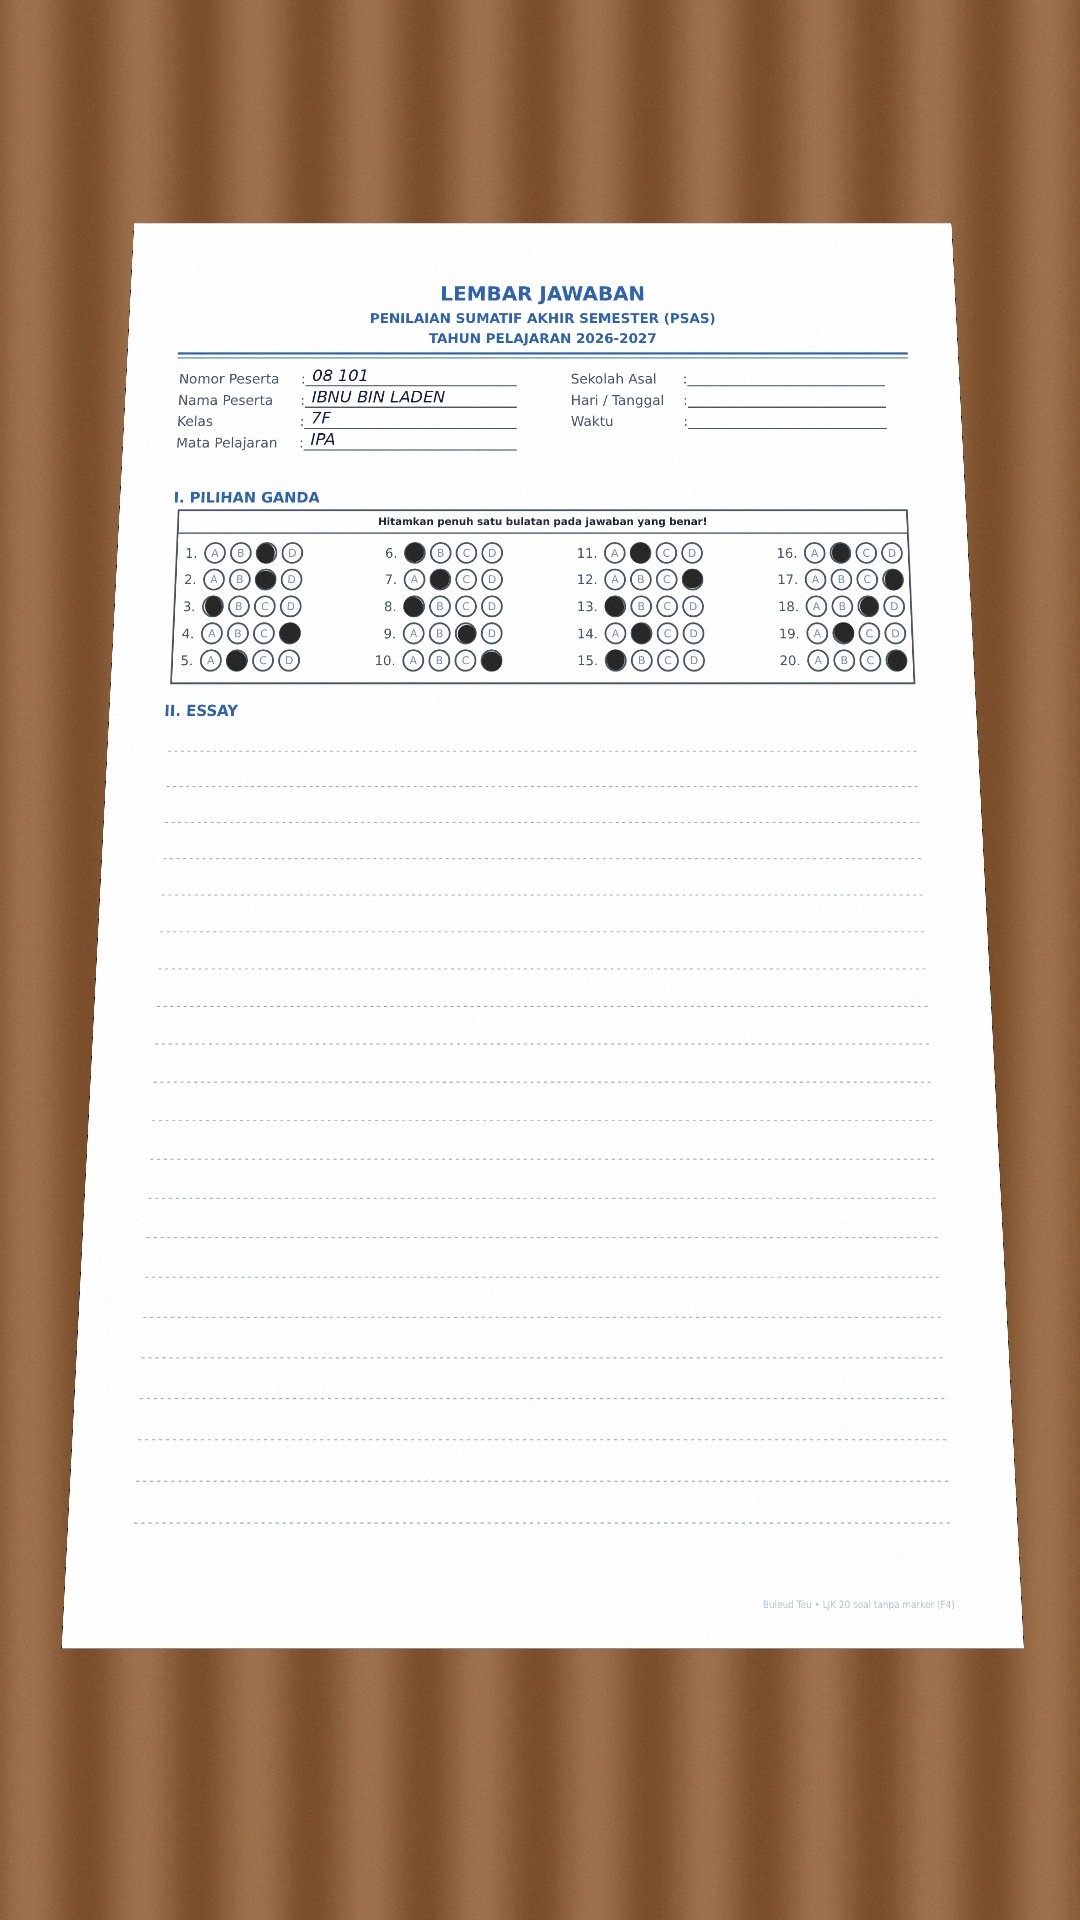 LEMBAR JAWABAN
PENILAIAN SUMATIF AKHIR SEMESTER (PSAS)
TAHUN PELAJARAN 2026-2027
Nomor Peserta : 08 101 Sekolah Asal :
Nama Peserta : IBNU BIN LADEN Hari / Tanggal :
Kelas : 7F Waktu :
Mata Pelajaran : IPA
I. PILIHAN GANDA
Hitamkan penuh satu bulatan pada jawaban yang benar!
1. A B D 6. B C D 11. A C D 16. A C D
2. A B D 7. A C D 12. A B C 17. A B C
3. B C D 8. B C D 13. B C D 18. A B D
4. A B C 9. A B D 14. A C D 19. A C D
5. A C D 10. A B C 15. B C D 20. A B C
II. ESSAY
Buleud Teu • LJK 20 soal tanpa marker (F4)